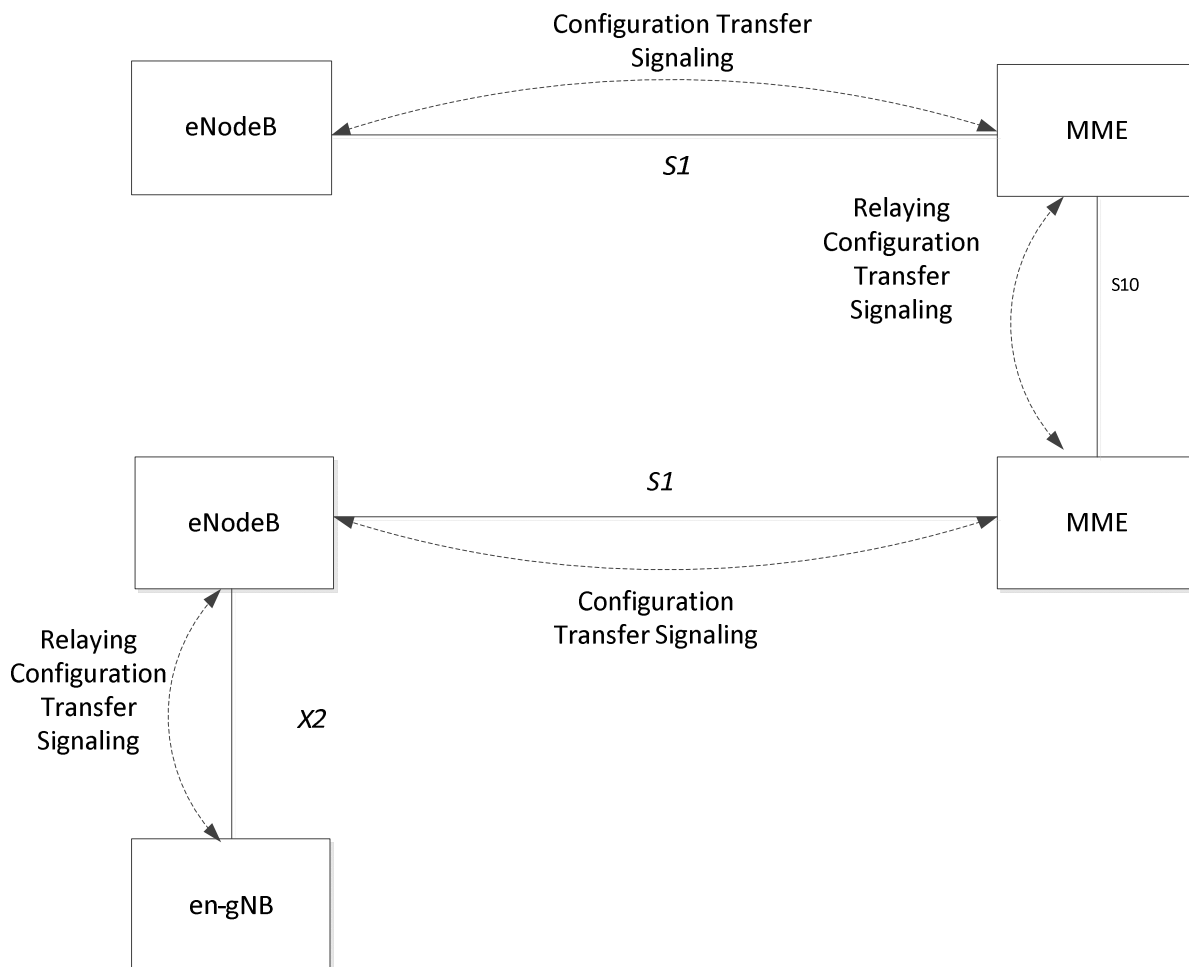 Configuration Transfer
Signaling
eNodeB
MME
S1
Relaying
Configuration
Transfer
Signaling
S10
S1
eNodeB
MME
Configuration
Transfer Signaling
Relaying
Configuration
Transfer
Signaling
X2
en-gNB